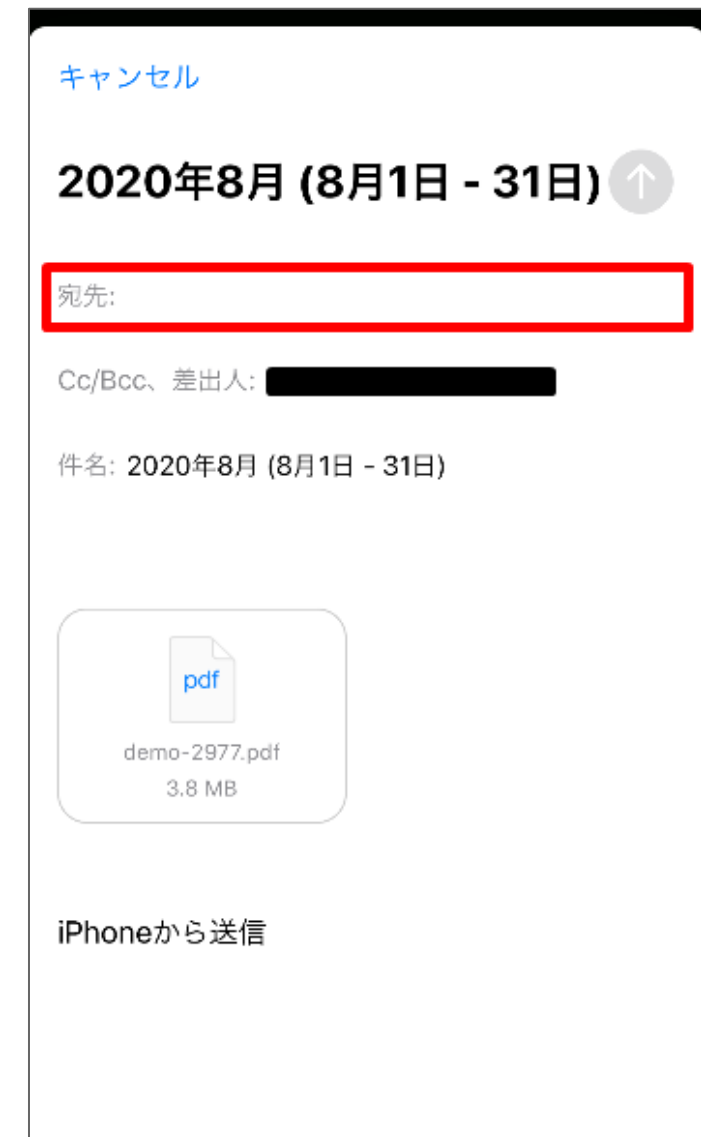 キャンセル
2020年8月 (8月1日 - 31日)
宛先:
Cc/Bcc、差出人:
件名: 2020年8月 (8月1日 - 31日)
pdf
demo-2977.pdf
3.8 MB
iPhoneから送信